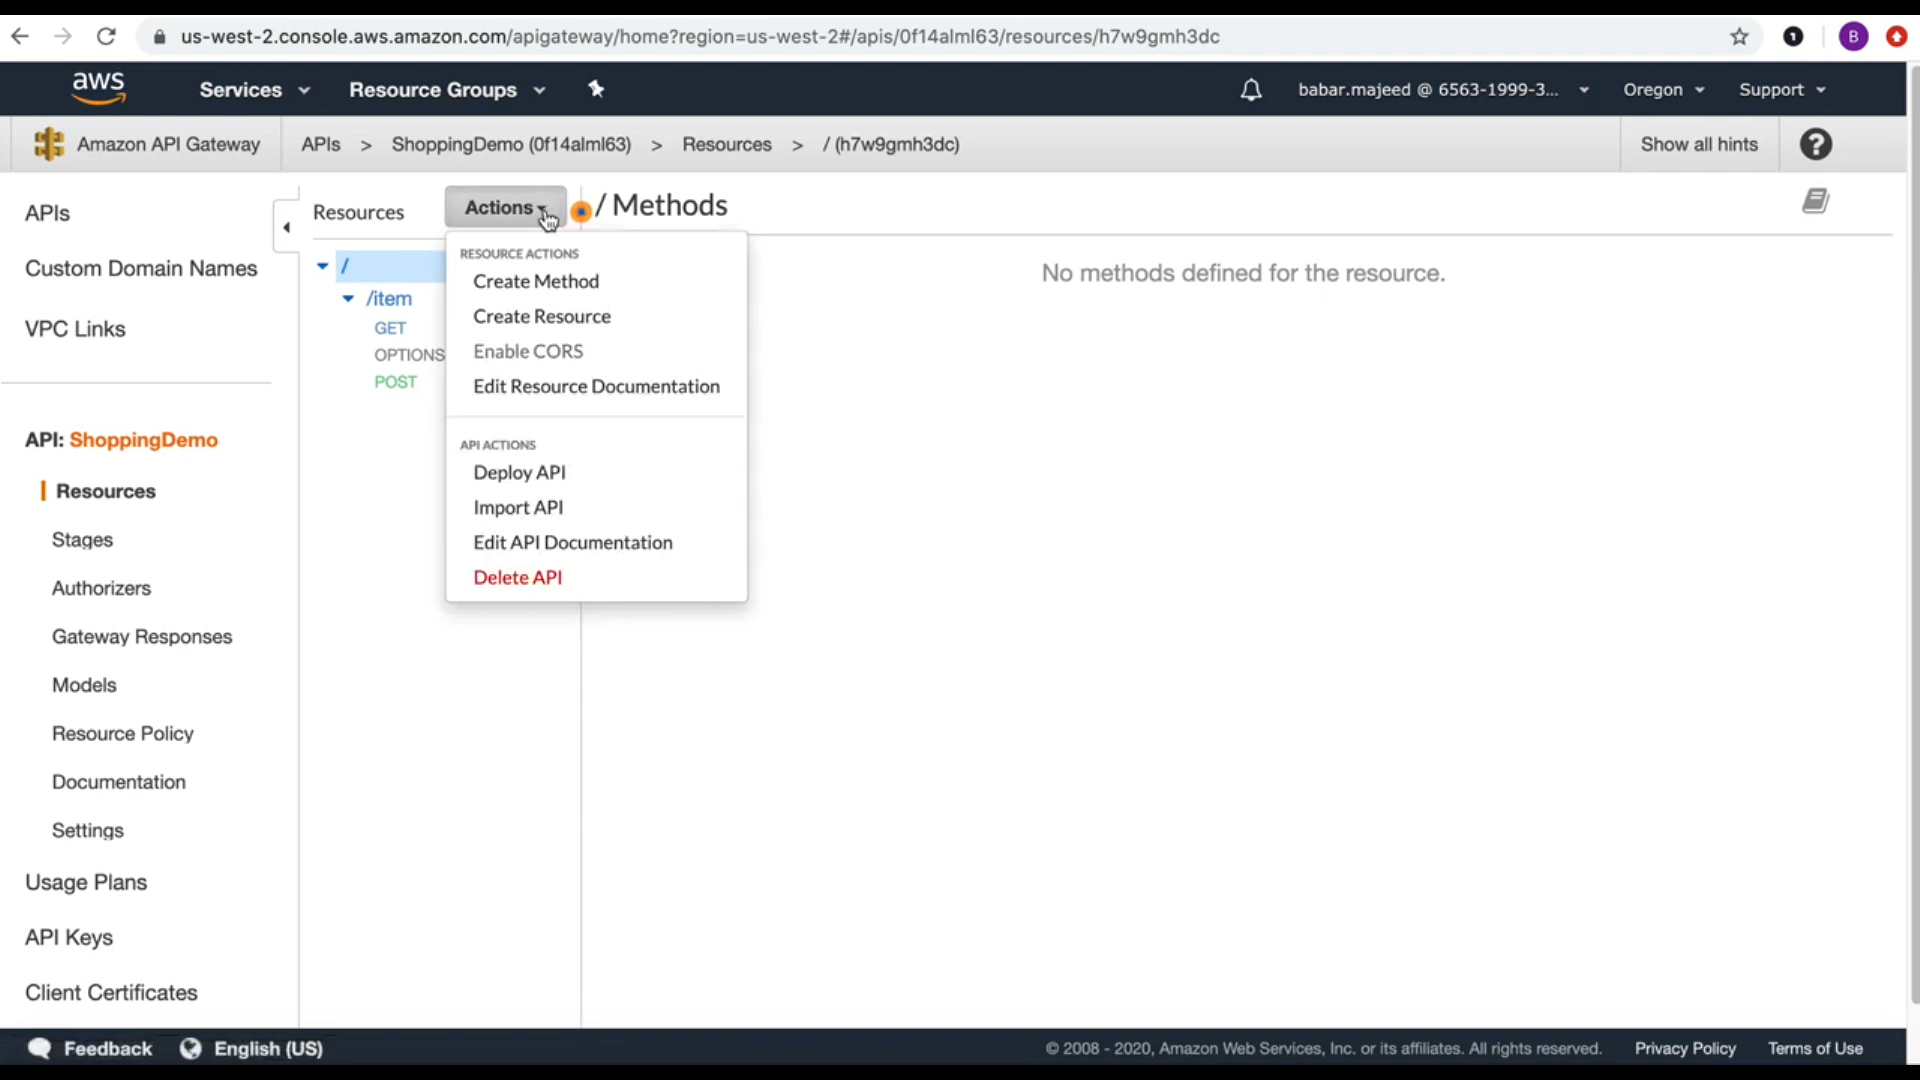 us-west-2.console.aws.amazon.com/apigateway/home?region=us-west-2#/apis/0f14alml63/resources/h7w9gmh3dc
B
aws
Services
Resource Groups
babar.majeed @ 6563-1999-3...
Oregon
Support
Amazon API Gateway
APIs > ShoppingDemo (0f14alml63) > Resources > / (h7w9gmh3dc)
Show all hints
?
APIs
Custom Domain Names
VPC Links
API: ShoppingDemo
Resources
Stages
Authorizers
Gateway Responses
Models
Resource Policy
Documentation
Settings
Usage Plans
API Keys
Client Certificates
Resources
Actions
/
/item
GET
OPTIONS
POST
RESOURCE ACTIONS
Create Method
Create Resource
Enable CORS
Edit Resource Documentation
API ACTIONS
Deploy API
Import API
Edit API Documentation
Delete API
/ Methods
No methods defined for the resource.
Feedback
English (US)
© 2008 - 2020, Amazon Web Services, Inc. or its affiliates. All rights reserved.
Privacy Policy
Terms of Use